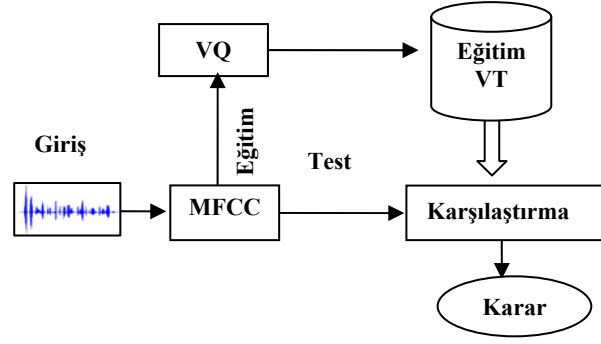 VQ
Eğitim
VT
Giriş
Eğitim
Test
MFCC
Karşılaştırma
Karar